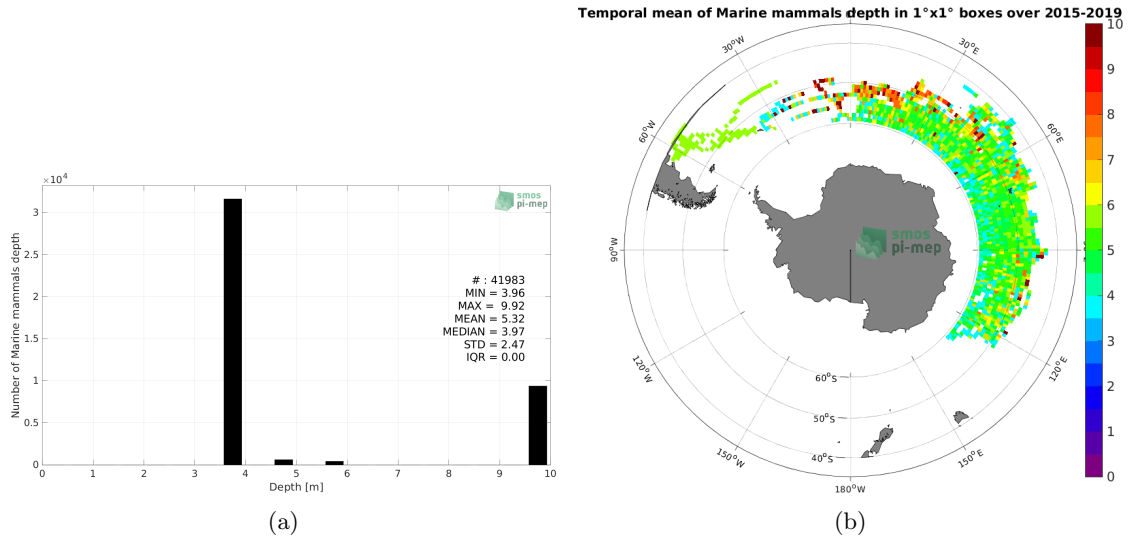 Temporal mean of Marine mammals depth in 1°x1° boxes over 2015-2019
×10⁴
3
2.5
2
1.5
1
0.5
0
0 1 2 3 4 5 6 7 8 9 10
Number of Marine mammals depth
Depth [m]
smos
pi-mep
# : 41983
MIN = 3.96
MAX = 9.92
MEAN = 5.32
MEDIAN = 3.97
STD = 2.47
IQR = 0.00
(a)
30°W
30°E
60°W
60°E
90°W
120°W
120°E
150°W
150°E
180°W
60°S
50°S
40°S
smos
pi-mep
10
9
8
7
6
5
4
3
2
1
0
(b)